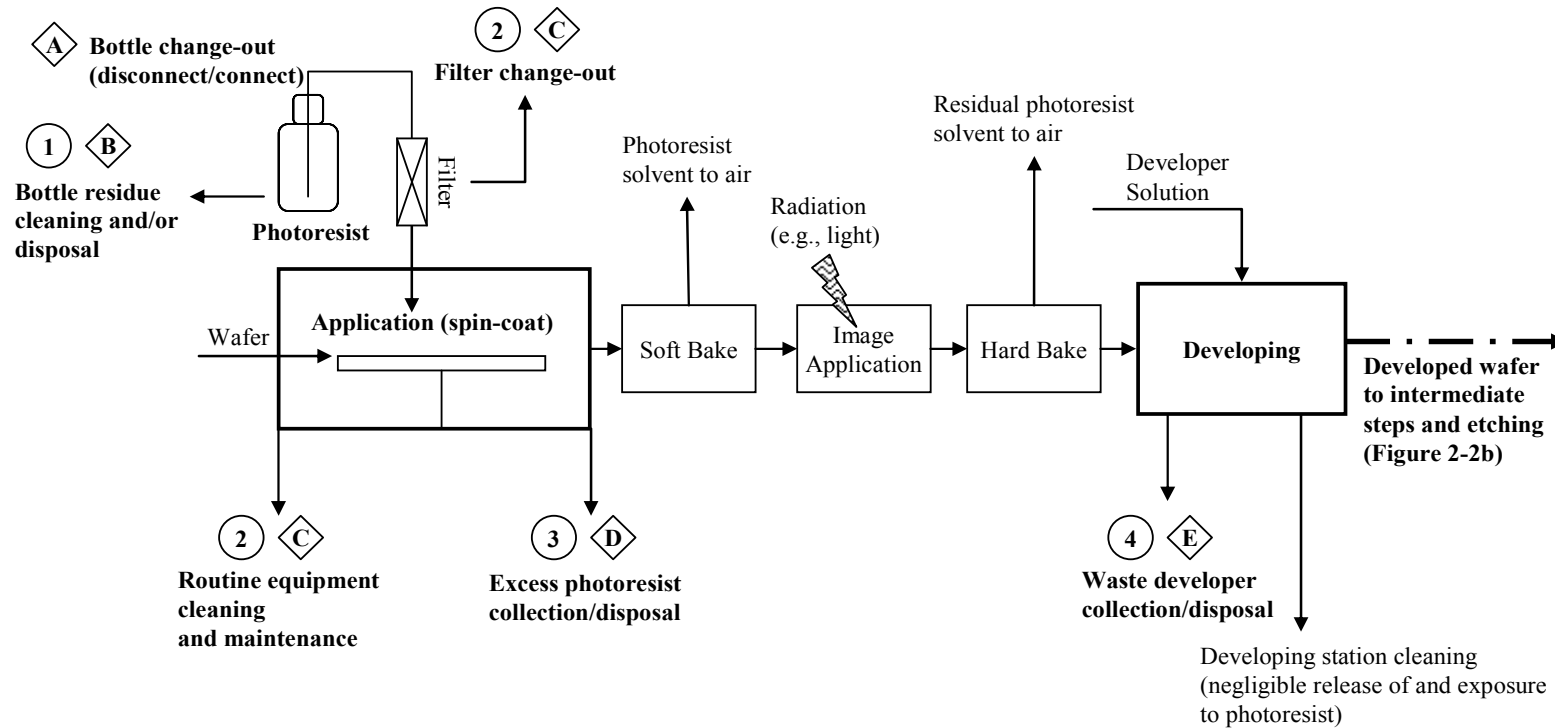 A
Bottle change-out
(disconnect/connect)
2
C
Filter change-out
1
B
Bottle residue
cleaning and/or
disposal
Photoresist
Filter
Photoresist
solvent to air
Radiation
(e.g., light)
Residual photoresist
solvent to air
Developer
Solution
Wafer
Application (spin-coat)
Soft Bake
Image
Application
Hard Bake
Developing
Developed wafer
to intermediate
steps and etching
(Figure 2-2b)
2
C
Routine equipment
cleaning
and maintenance
3
D
Excess photoresist
collection/disposal
4
E
Waste developer
collection/disposal
Developing station cleaning
(negligible release of and exposure
to photoresist)